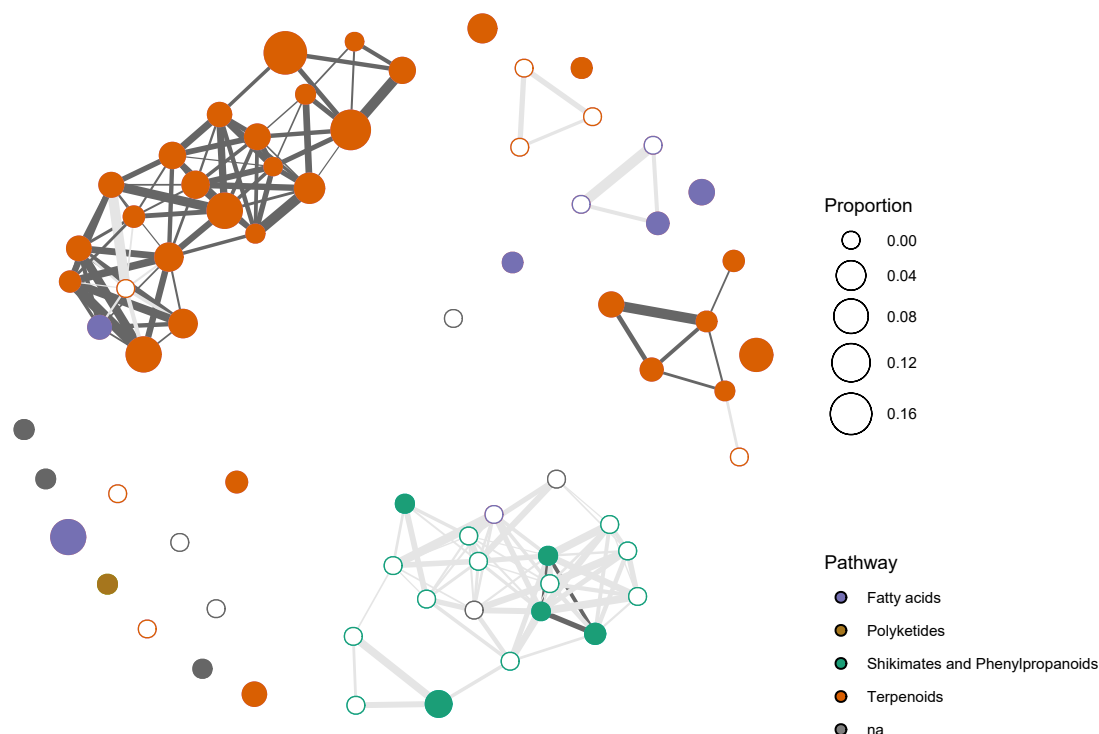 Proportion
0.00
0.04
0.08
0.12
0.16
Pathway
Fatty acids
Polyketides
Shikimates and Phenylpropanoids
Terpenoids
na